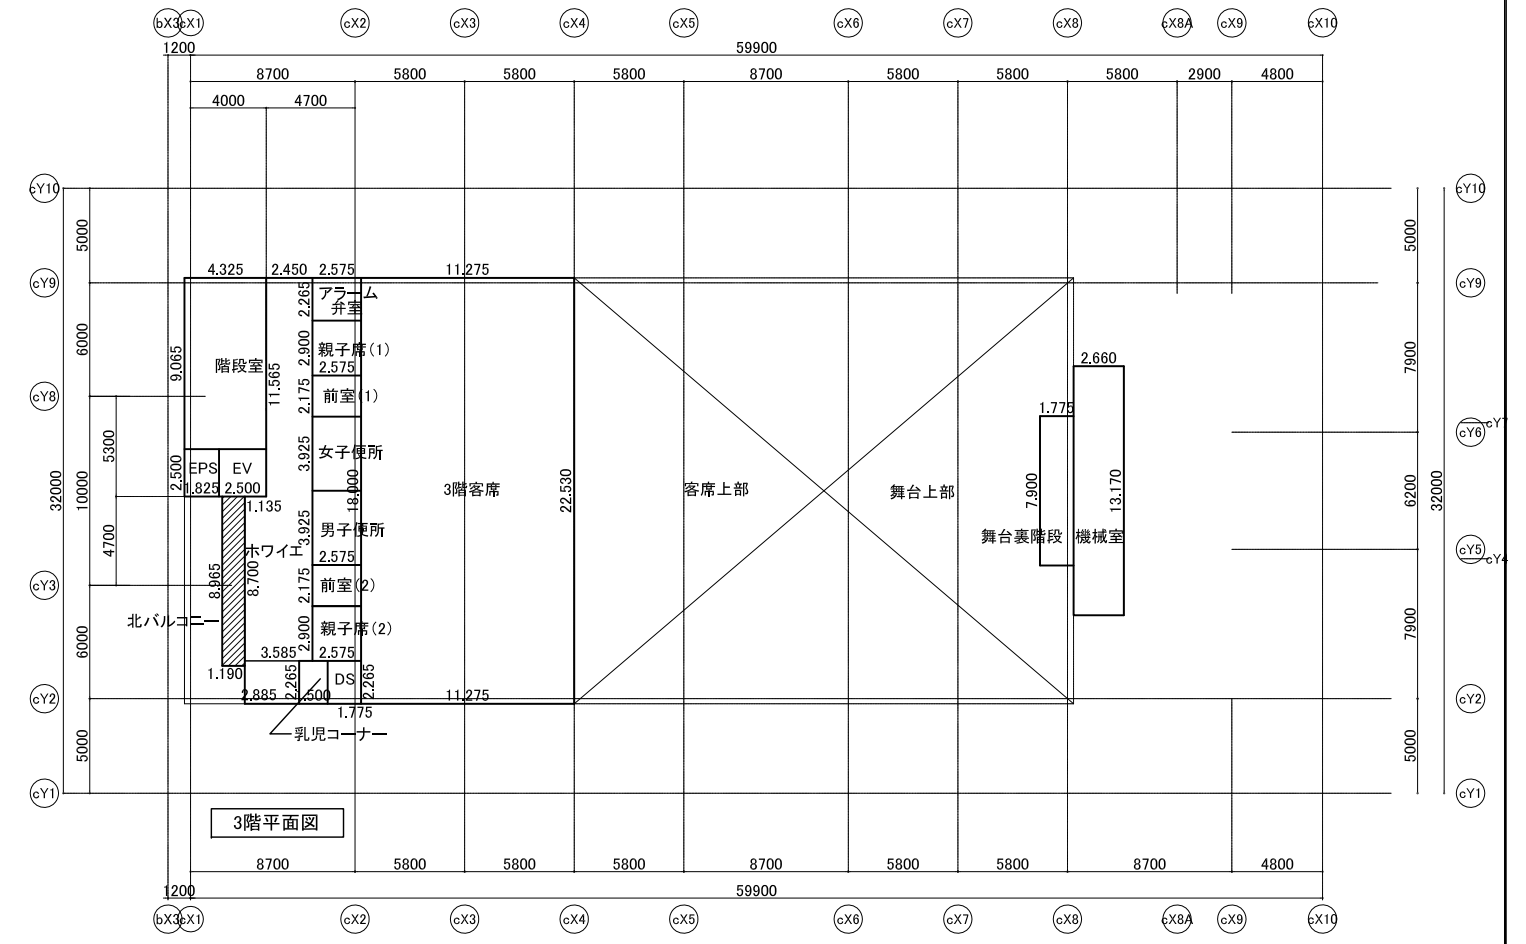 bX3 cX1 cX2 cX3 cX4 cX5 cX6 cX7 cX8 cX8A cX9 cX10
1200 59900
8700 5800 5800 5800 8700 5800 5800 5800 2900 4800
4000 4700
cY10 cY10
5000 5000
4.325 2.450 2.575 11.275
cY9 cY9
アラーム
弁室
2.265
6000
2.900
親子席(1)
7900
9.065
階段室
2.575
2.660
11.565
cY8
2.175
前室(1)
1.775
cY7
cY6
5300
3.925
女子便所
EPS EV
2.500
1.825 2.500
1.135
18.000
3階客席
22.530
客席上部
舞台上部
7.900
13.170
32000
10000
6200
32000
3.925
男子便所
ホワイエ
舞台裏階段
機械室
4700
2.575
cY5
cY4
8.965
8.700
cY3
2.175
前室(2)
北バルコニー
2.900
親子席(2)
6000
7900
3.585 2.575
1.190
2.265
DS
2.265
2.885 .500 11.275
cY2 cY2
1.775
乳児コーナー
5000 5000
cY1 cY1
3階平面図
8700 5800 5800 5800 8700 5800 5800 8700 4800
1200 59900
bX3 cX1 cX2 cX3 cX4 cX5 cX6 cX7 cX8 cX8A cX9 cX10